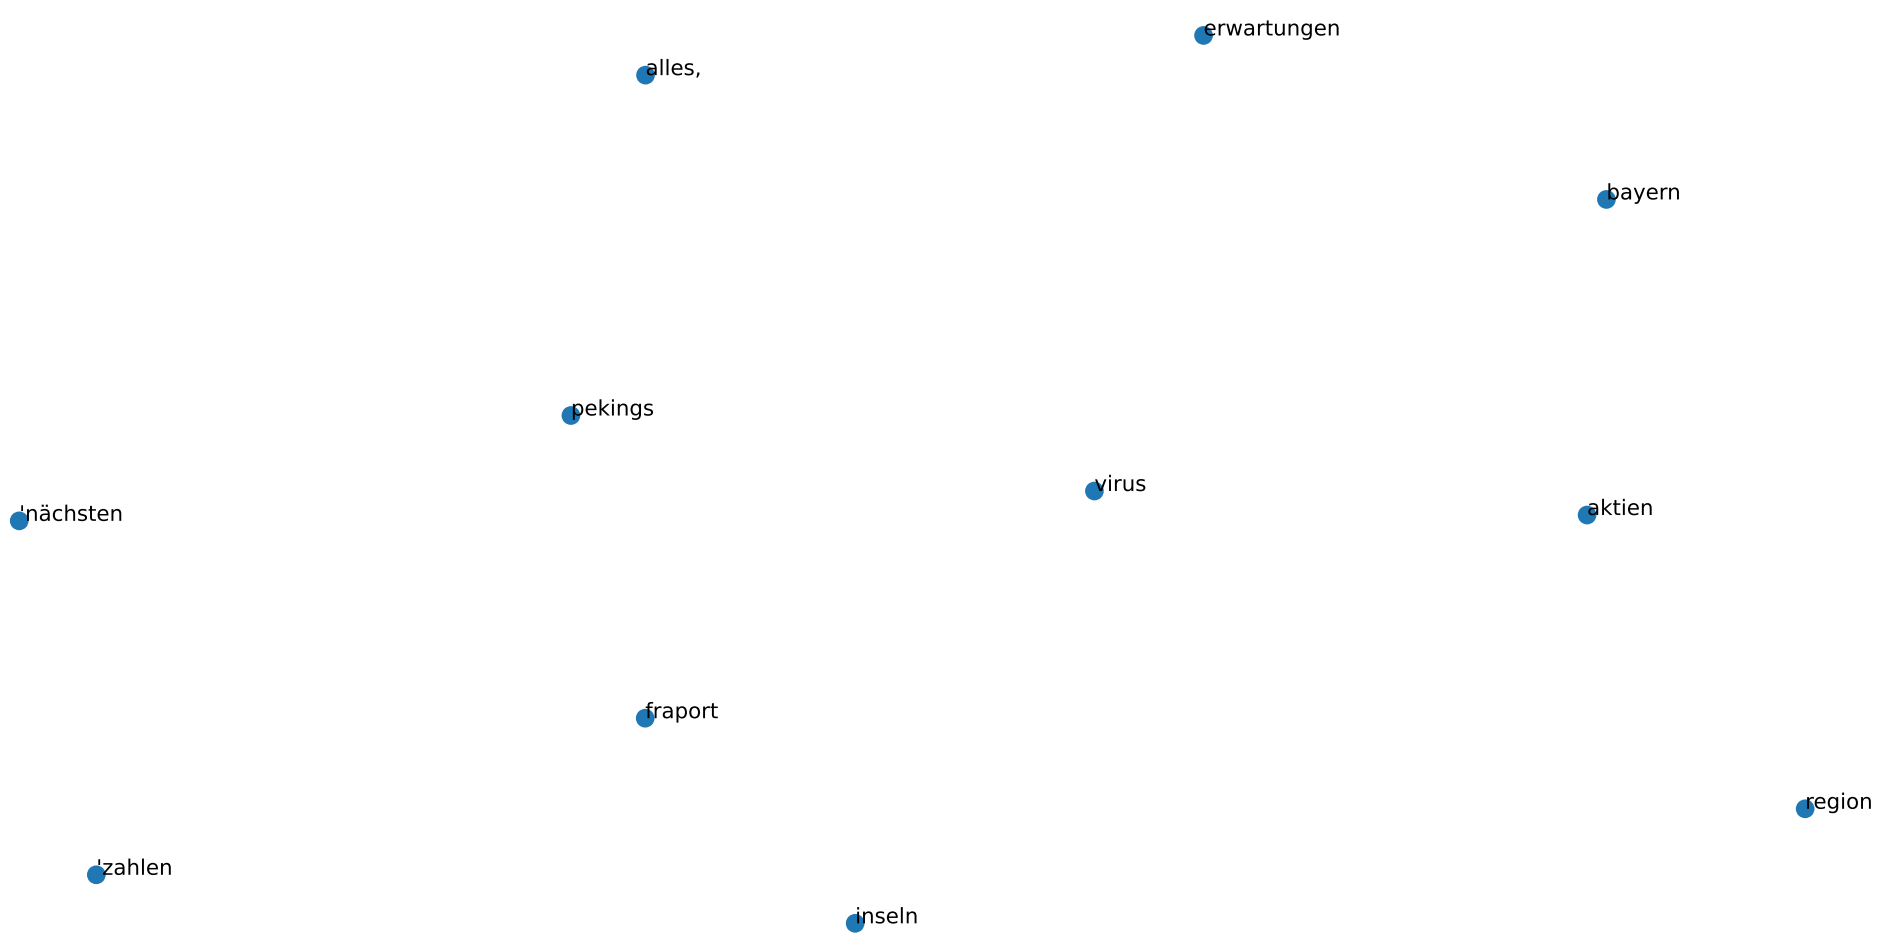 erwartungen
alles,
bayern
pekings
virus
aktien
'nächsten
fraport
region
'zahlen
inseln